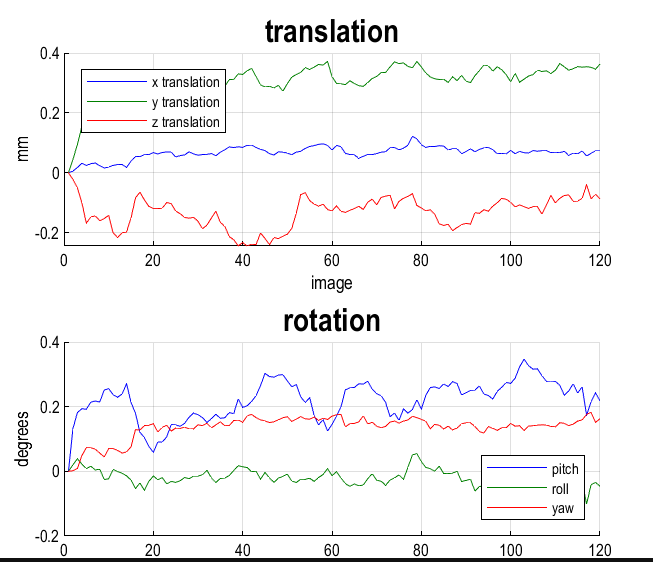 translation
0.4
0.2
0
-0.2
mm
x translation
y translation
z translation
0 20 40 60 80 100 120
image
rotation
0.4
0.2
0
-0.2
degrees
pitch
roll
yaw
0 20 40 60 80 100 120